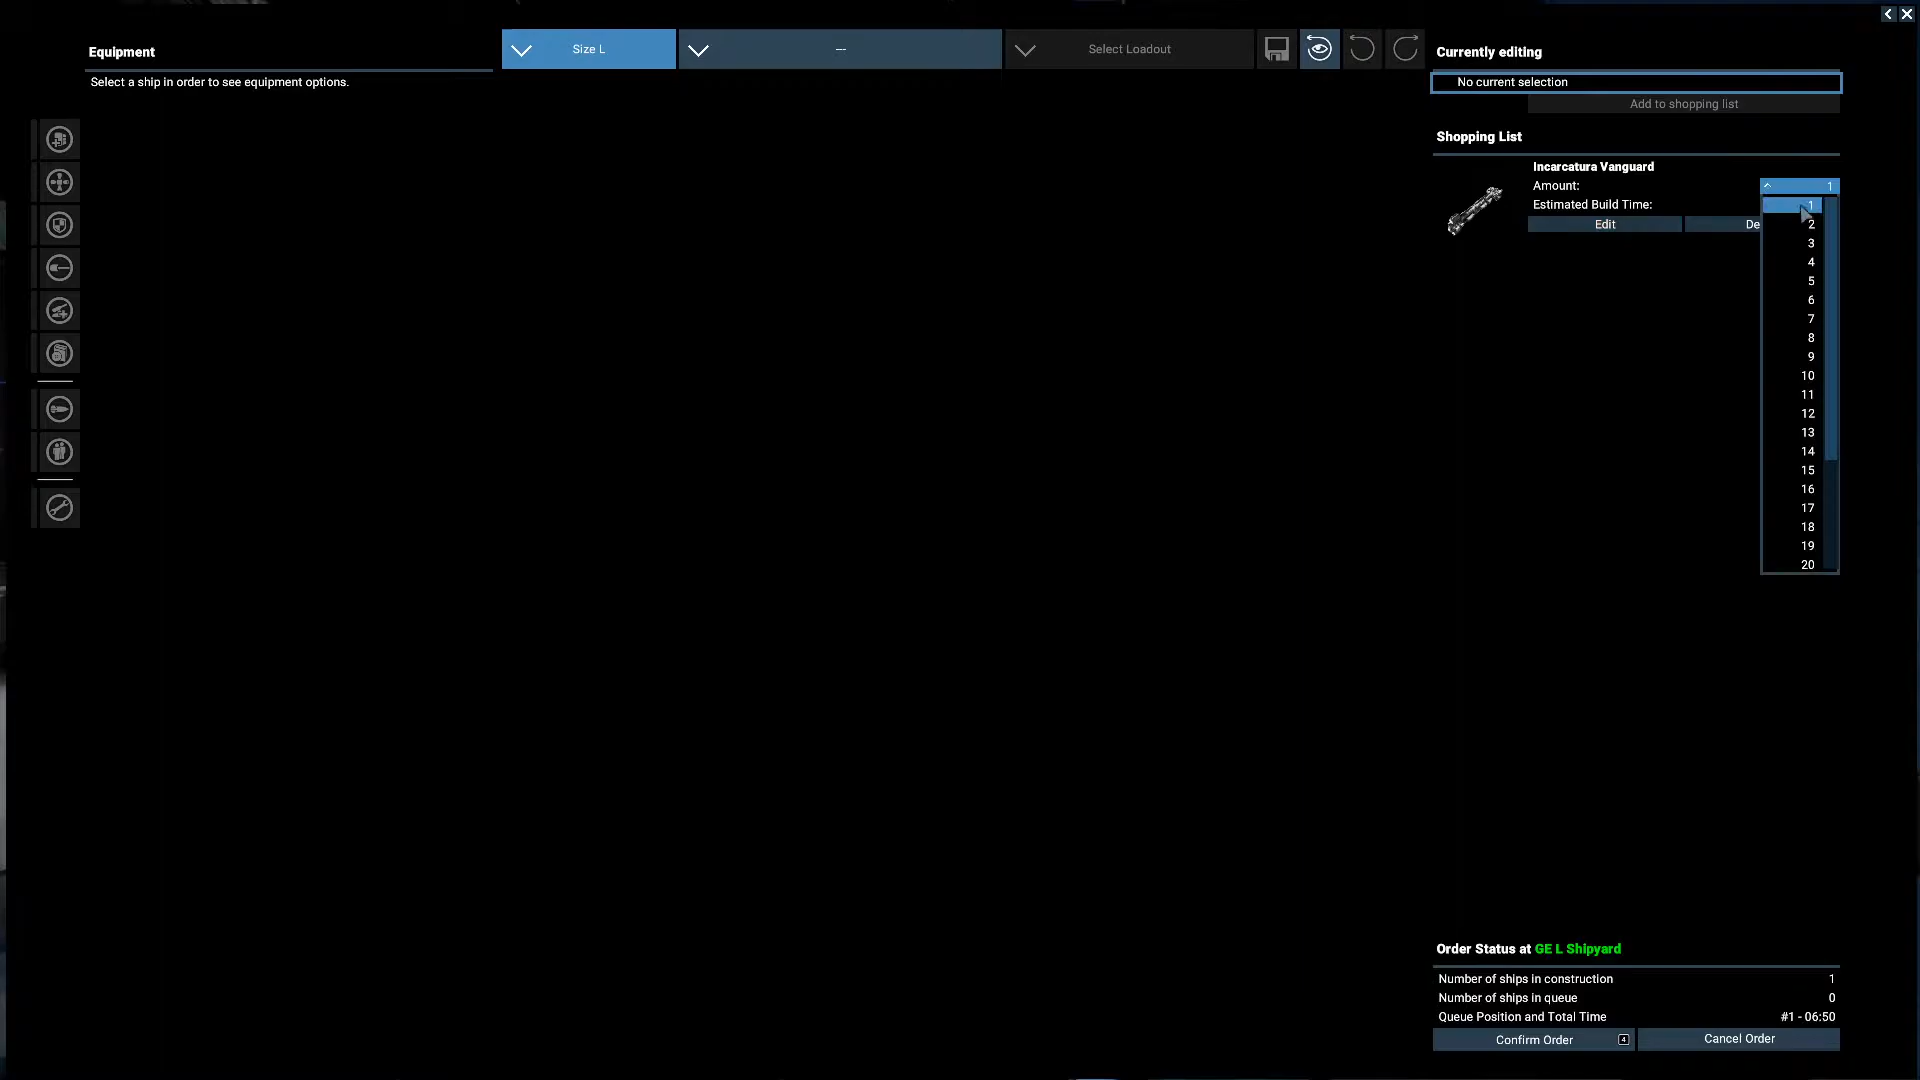 Equipment
Select a ship in order to see equipment options.
Size L
---
Select Loadout
Currently editing
No current selection
Add to shopping list
Shopping List
Incarcatura Vanguard
Amount: 1
Estimated Build Time:
Edit
De
1
2
3
4
5
6
7
8
9
10
11
12
13
14
15
16
17
18
19
20
Order Status at GE L Shipyard
Number of ships in construction 1
Number of ships in queue 0
Queue Position and Total Time #1 - 06:50
Confirm Order 4
Cancel Order